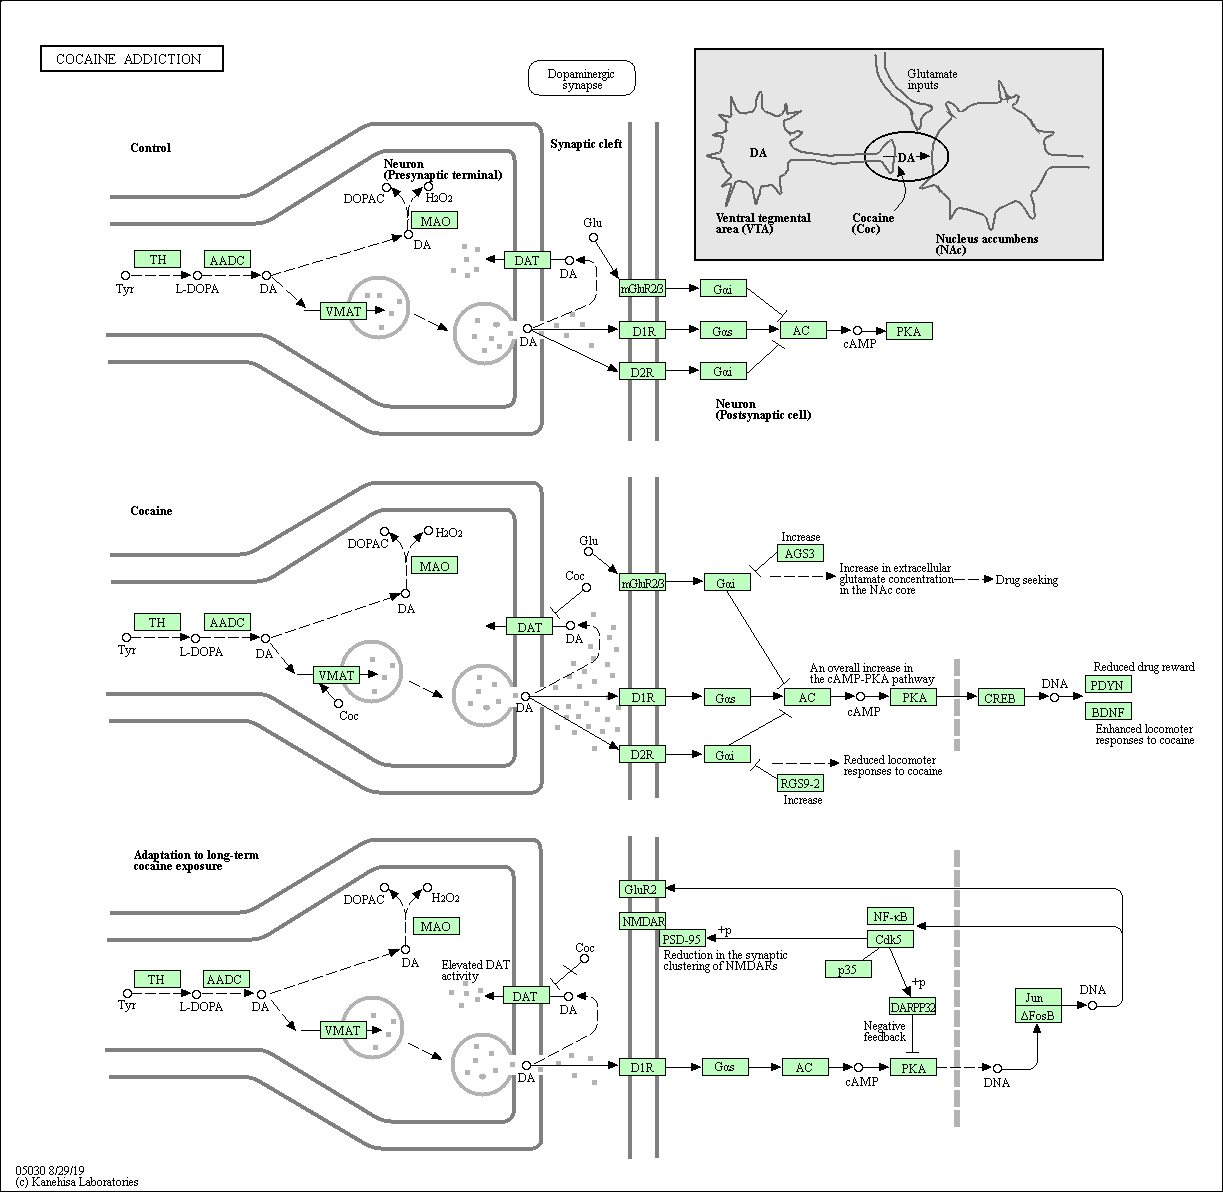 COCAINE ADDICTION
Dopaminergic
synapse
Glutamate
inputs
DA
DA
Ventral tegmental
area (VTA)
Cocaine
(Coc)
Nucleus accumbens
(NAc)
Control
Synaptic cleft
Neuron
(Presynaptic terminal)
DOPAC
H2O2
MAO
DA
TH
AADC
Tyr
L-DOPA
DA
VMAT
DAT
DA
DA
Glu
mGluR2/3
Gαi
D1R
Gαs
AC
cAMP
PKA
D2R
Gαi
Neuron
(Postsynaptic cell)
Cocaine
DOPAC
H2O2
MAO
DA
TH
AADC
Tyr
L-DOPA
DA
VMAT
Coc
Coc
DAT
DA
DA
Glu
mGluR2/3
Gαi
Increase
AGS3
Increase in extracellular
glutamate concentration
in the NAc core
Drug seeking
An overall increase in
the cAMP-PKA pathway
D1R
Gαs
AC
cAMP
PKA
CREB
DNA
Reduced drug reward
PDYN
BDNF
Enhanced locomoter
responses to cocaine
D2R
Gαi
Reduced locomoter
responses to cocaine
RGS9-2
Increase
Adaptation to long-term
cocaine exposure
DOPAC
H2O2
MAO
DA
TH
AADC
Tyr
L-DOPA
DA
VMAT
Elevated DAT
activity
Coc
DAT
DA
DA
GluR2
NMDAR
PSD-95
+p
Reduction in the synaptic
clustering of NMDARs
NF-κB
Cdk5
p35
+p
DARPP32
Negative
feedback
D1R
Gαs
AC
cAMP
PKA
DNA
Jun
ΔFosB
DNA
05030 8/29/19
(c) Kanehisa Laboratories